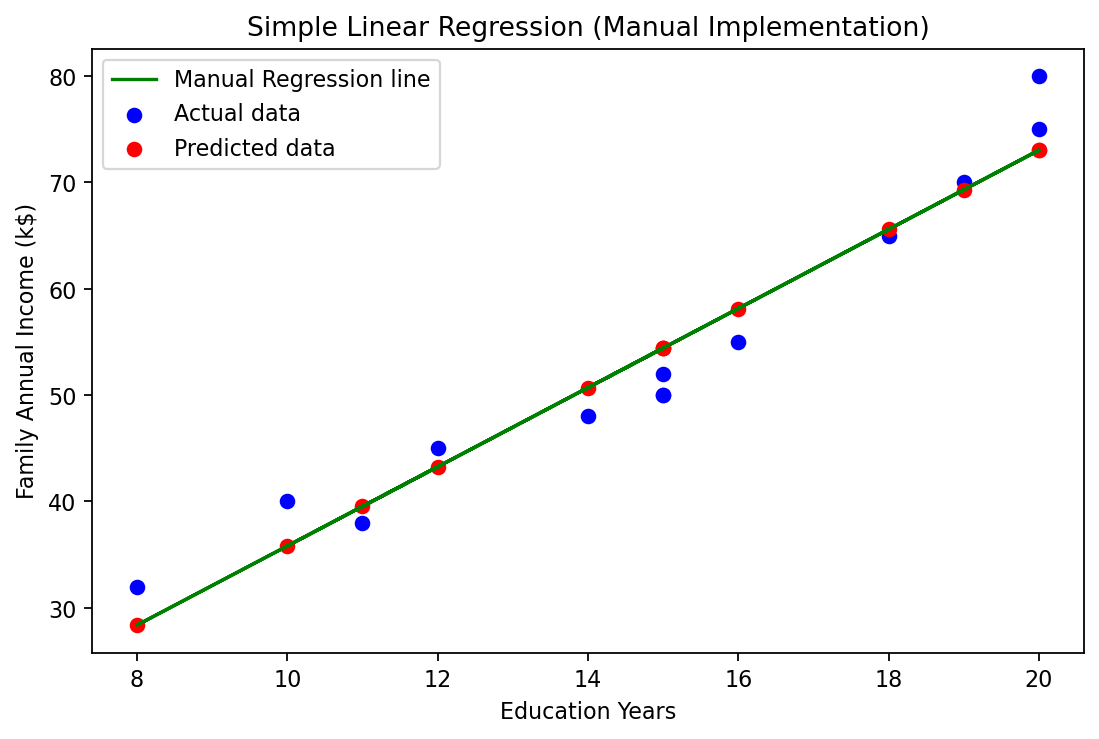 Simple Linear Regression (Manual Implementation)
Manual Regression line
Actual data
Predicted data
80
70
60
50
40
30
Family Annual Income (k$)
8 10 12 14 16 18 20
Education Years